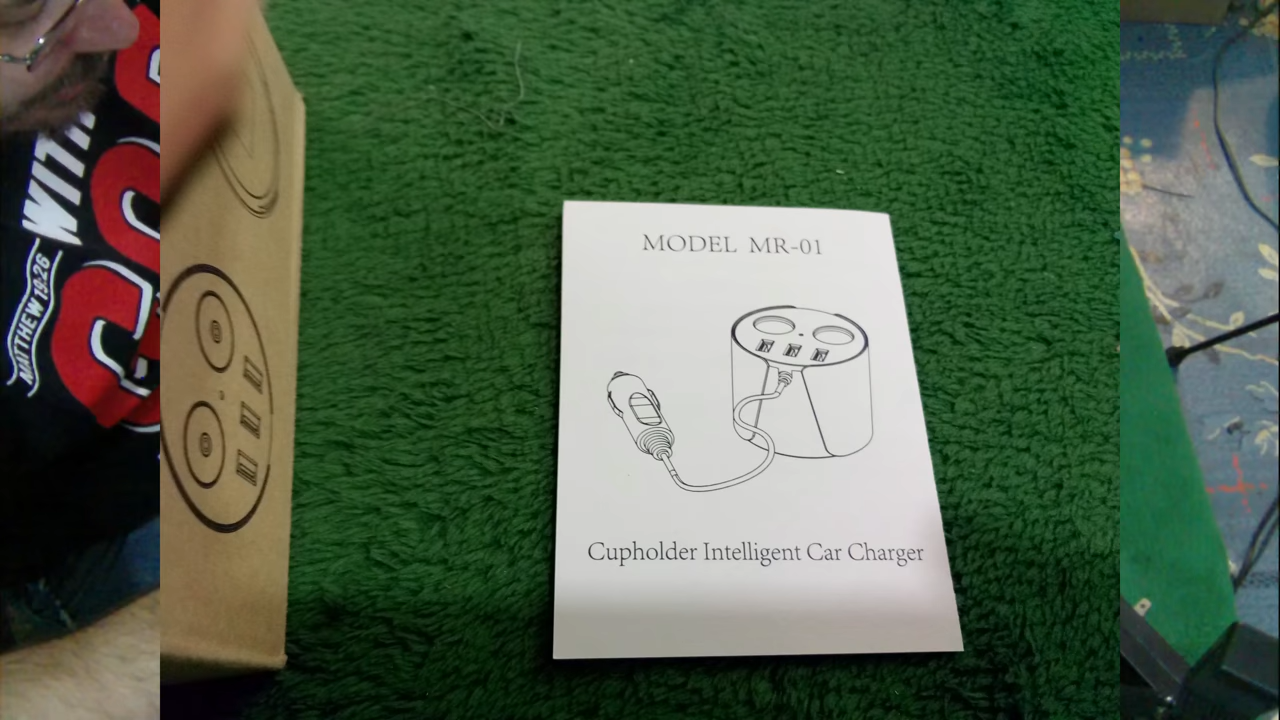 WITH
MATTHEW 19:26
MODEL MR-01
Cupholder Intelligent Car Charger